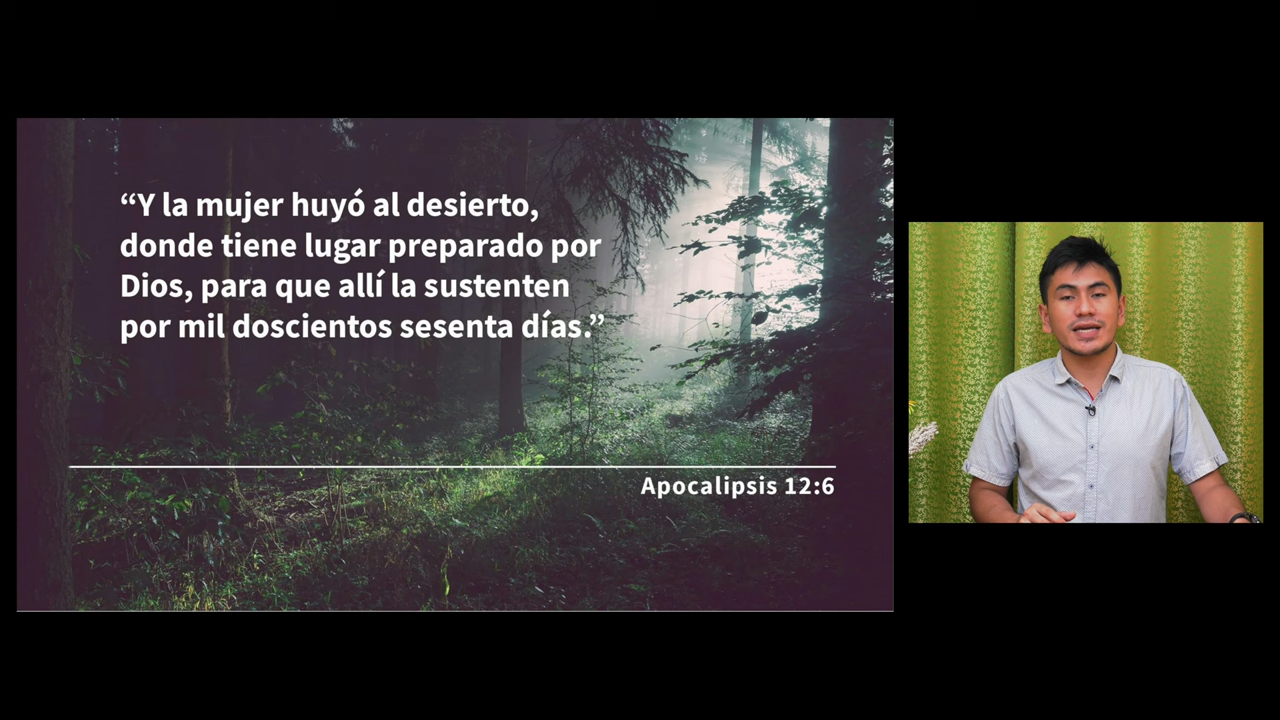 “Y la mujer huyó al desierto,
donde tiene lugar preparado por
Dios, para que allí la sustenten
por mil doscientos sesenta días.”
Apocalipsis 12:6